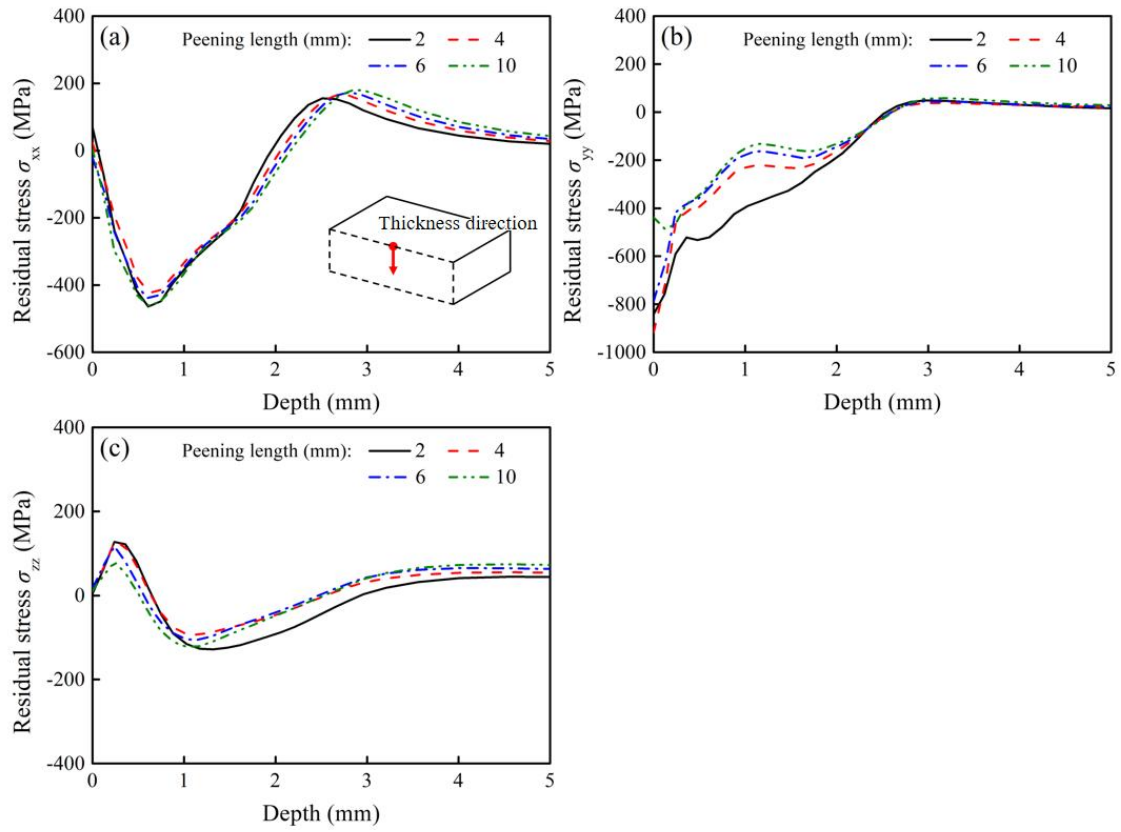 (a)
Peening length (mm): 2 4
6 10
400
200
0
-200
-400
-600
Residual stress σxx (MPa)
Thickness direction
0 1 2 3 4 5
Depth (mm)
(b)
Peening length (mm): 2 4
6 10
400
200
0
-200
-400
-600
-800
-1000
Residual stress σyy (MPa)
0 1 2 3 4 5
Depth (mm)
(c)
Peening length (mm): 2 4
6 10
400
200
0
-200
-400
Residual stress σzz (MPa)
0 1 2 3 4 5
Depth (mm)